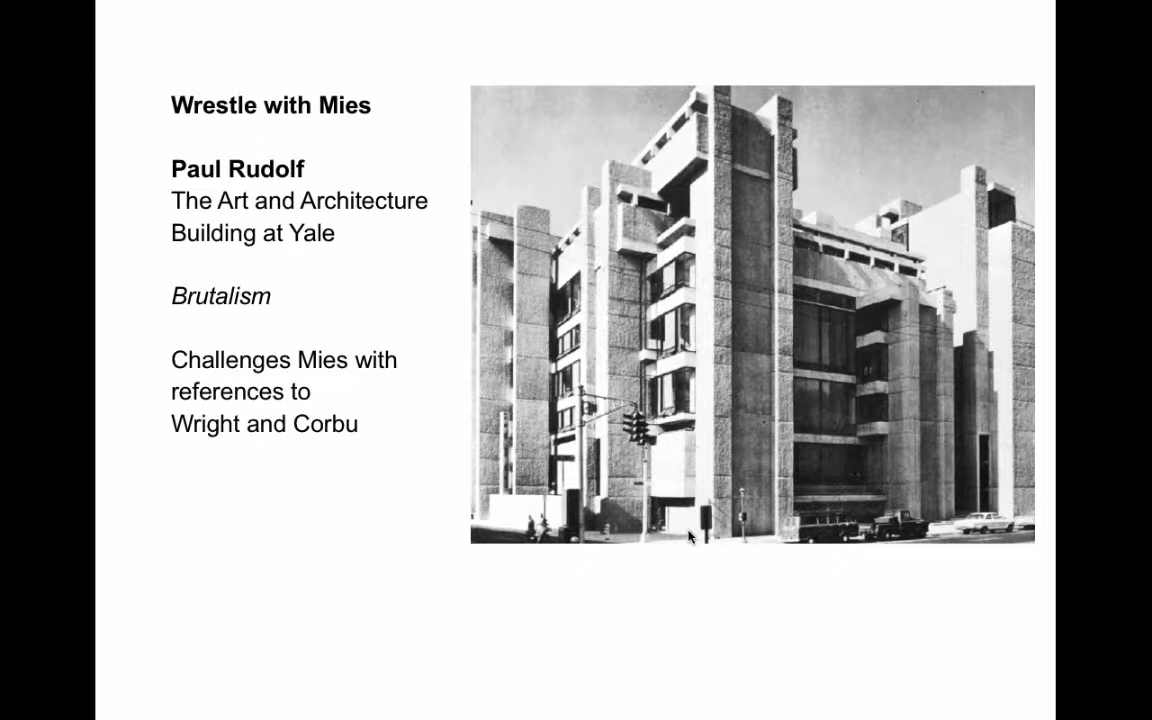 Wrestle with Mies
Paul Rudolf
The Art and Architecture
Building at Yale
Brutalism
Challenges Mies with
references to
Wright and Corbu